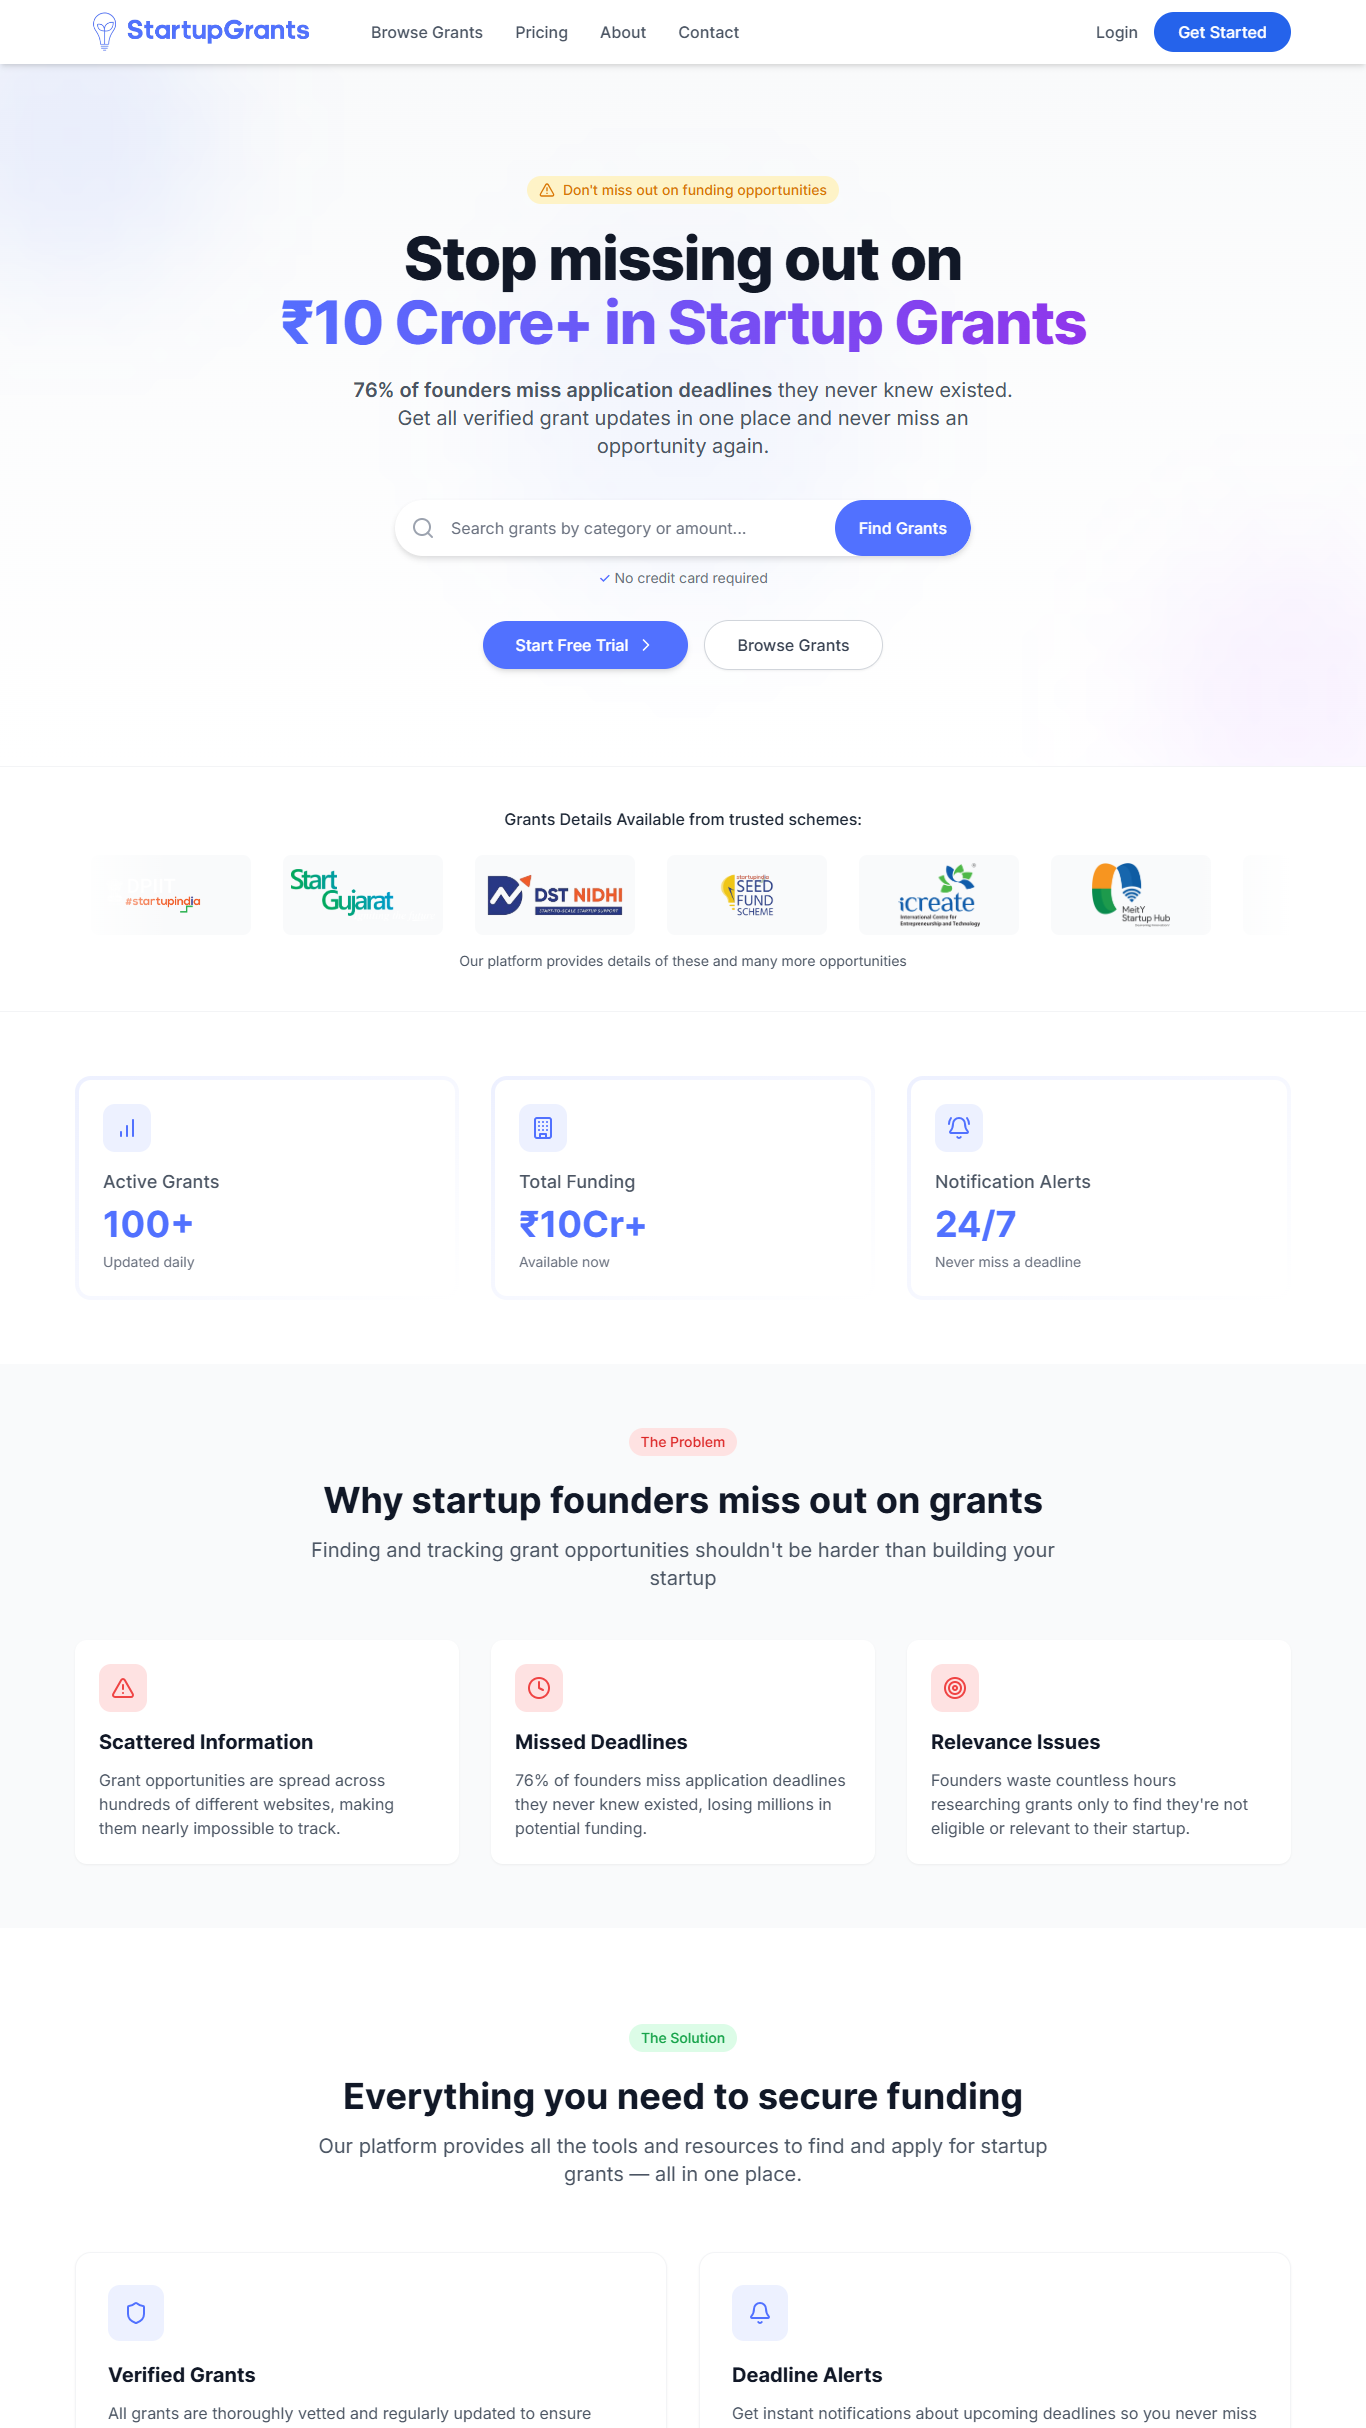 StartupGrants
Browse Grants
Pricing
About
Contact
Login
Get Started
Don't miss out on funding opportunities
Stop missing out on
₹10 Crore+ in Startup Grants
76% of founders miss application deadlines they never knew existed.
Get all verified grant updates in one place and never miss an
opportunity again.
Search grants by category or amount...
Find Grants
✓ No credit card required
Start Free Trial
Browse Grants
Grants Details Available from trusted schemes:
DPIIT
#startupindia
Start
Gujarat
DST NIDHI
START-TO-SCALE STARTUP SUPPORT
startupindia
SEED
FUND
SCHEME
icreate
International Centre for
Entrepreneurship and Technology
MeitY
Startup Hub
Our platform provides details of these and many more opportunities
Active Grants
100+
Updated daily
Total Funding
₹10Cr+
Available now
Notification Alerts
24/7
Never miss a deadline
The Problem
Why startup founders miss out on grants
Finding and tracking grant opportunities shouldn't be harder than building your
startup
Scattered Information
Grant opportunities are spread across
hundreds of different websites, making
them nearly impossible to track.
Missed Deadlines
76% of founders miss application deadlines
they never knew existed, losing millions in
potential funding.
Relevance Issues
Founders waste countless hours
researching grants only to find they're not
eligible or relevant to their startup.
The Solution
Everything you need to secure funding
Our platform provides all the tools and resources to find and apply for startup
grants — all in one place.
Verified Grants
All grants are thoroughly vetted and regularly updated to ensure
Deadline Alerts
Get instant notifications about upcoming deadlines so you never miss